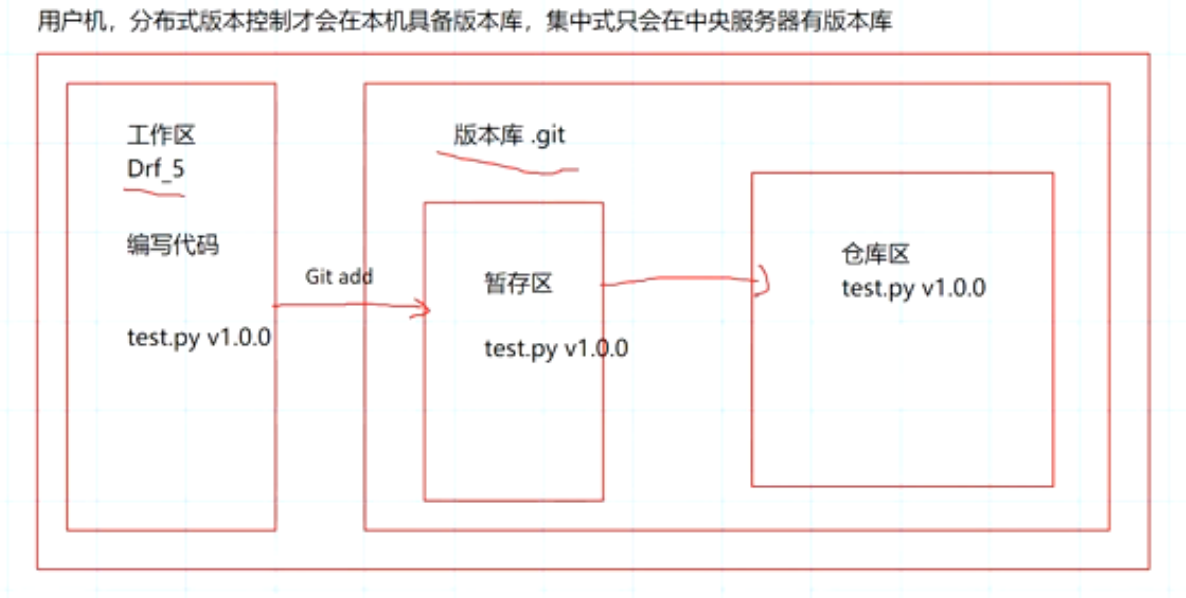 用户机，分布式版本控制才会在本机具备版本库，集中式只会在中央服务器有版本库
工作区
Drf_5
编写代码
test.py v1.0.0
Git add
版本库 .git
暂存区
test.py v1.0.0
仓库区
test.py v1.0.0